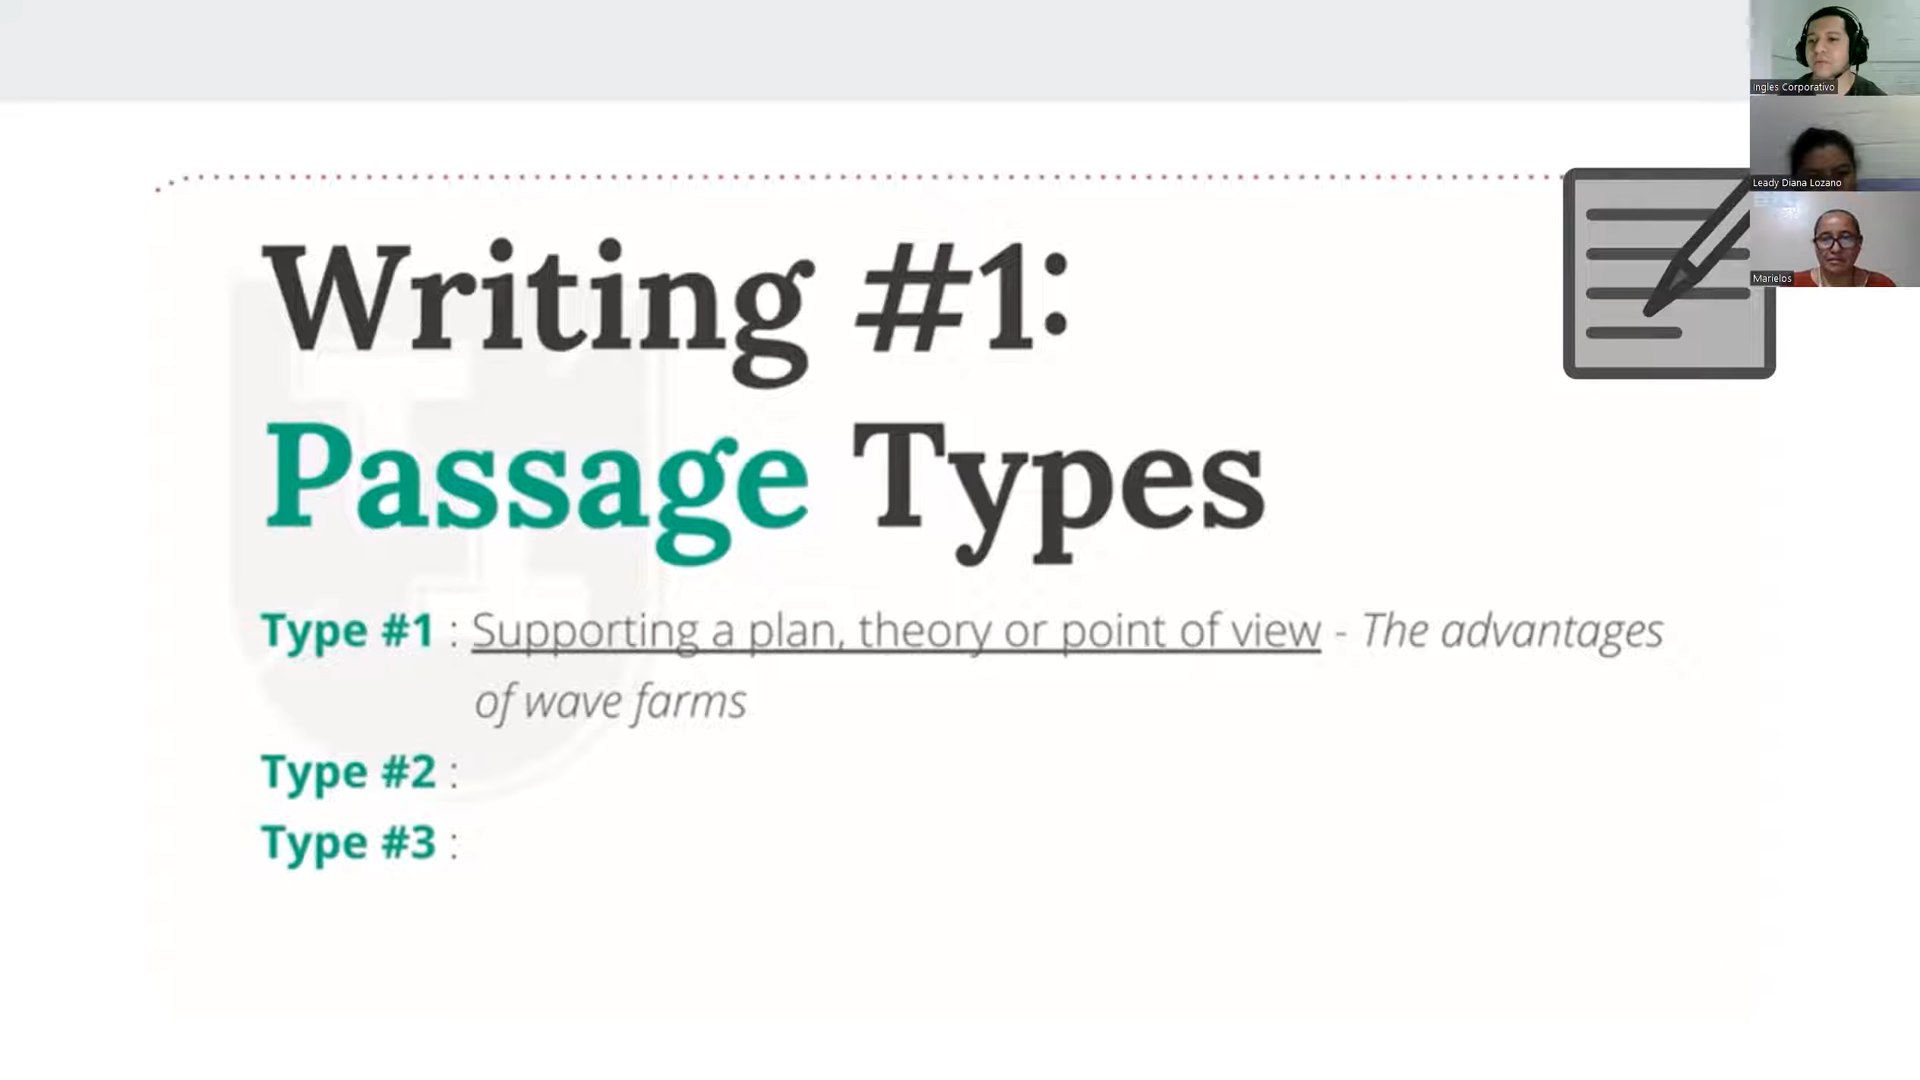 Ingles Corporativo
Leady Diana Lozano
Marielos
Writing #1:
Passage Types
Type #1 : Supporting a plan, theory or point of view - The advantages
of wave farms
Type #2 :
Type #3 :